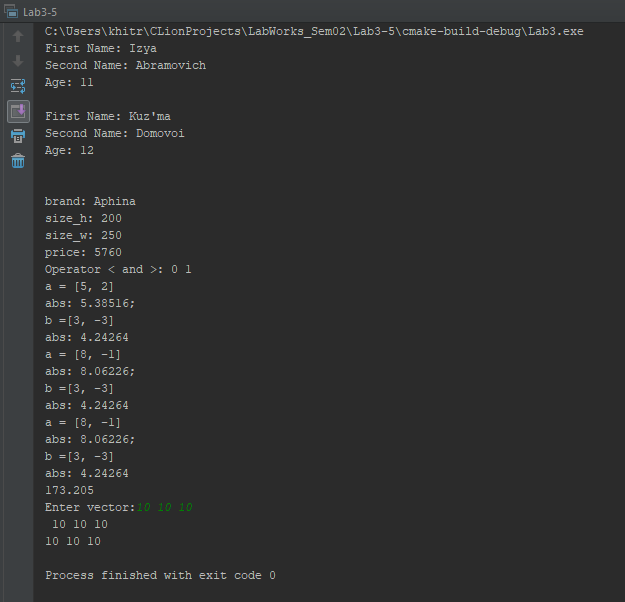 Lab3-5
C:\Users\khitr\CLionProjects\LabWorks_Sem02\Lab3-5\cmake-build-debug\Lab3.exe
First Name: Izya
Second Name: Abramovich
Age: 11
First Name: Kuz'ma
Second Name: Domovoi
Age: 12
brand: Aphina
size_h: 200
size_w: 250
price: 5760
Operator < and >: 0 1
a = [5, 2]
abs: 5.38516;
b =[3, -3]
abs: 4.24264
a = [8, -1]
abs: 8.06226;
b =[3, -3]
abs: 4.24264
a = [8, -1]
abs: 8.06226;
b =[3, -3]
abs: 4.24264
173.205
Enter vector:10 10 10
10 10 10
10 10 10
Process finished with exit code 0